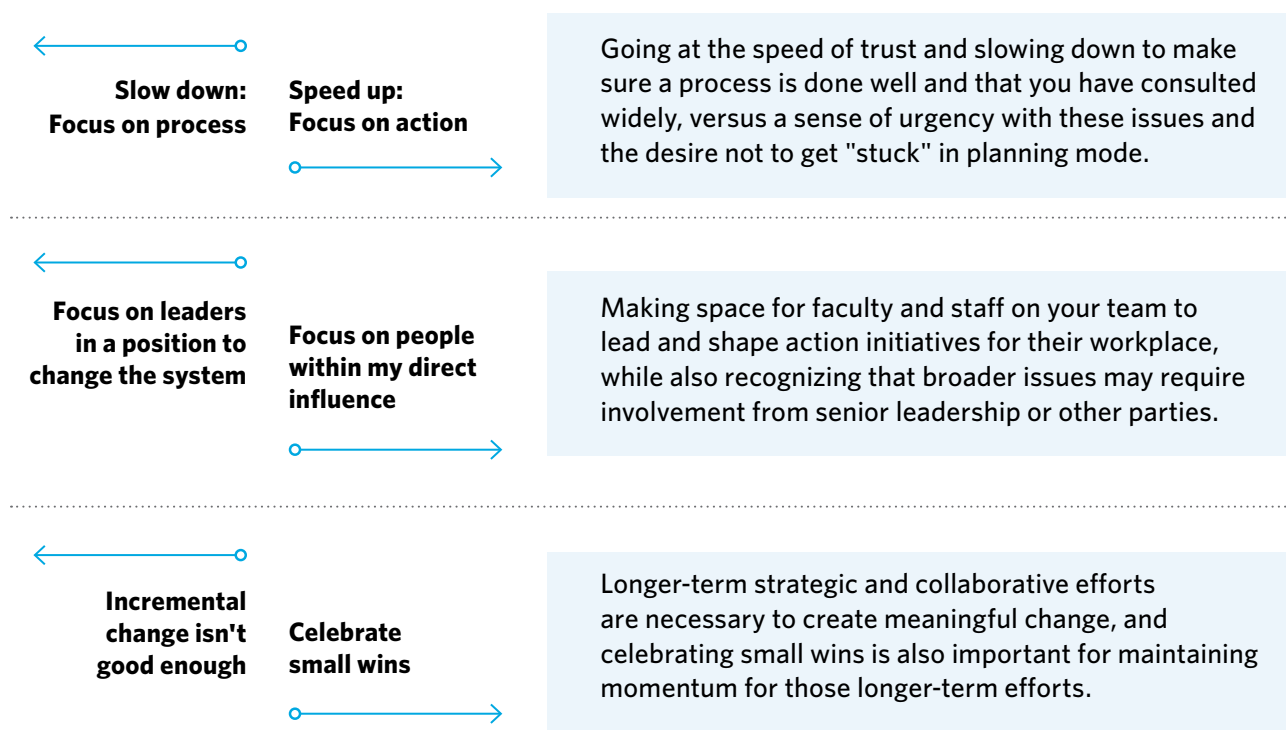 Slow down:
Focus on process
Speed up:
Focus on action
Going at the speed of trust and slowing down to make
sure a process is done well and that you have consulted
widely, versus a sense of urgency with these issues and
the desire not to get "stuck" in planning mode.
Focus on leaders
in a position to
change the system
Focus on people
within my direct
influence
Making space for faculty and staff on your team to
lead and shape action initiatives for their workplace,
while also recognizing that broader issues may require
involvement from senior leadership or other parties.
Incremental
change isn't
good enough
Celebrate
small wins
Longer-term strategic and collaborative efforts
are necessary to create meaningful change, and
celebrating small wins is also important for maintaining
momentum for those longer-term efforts.